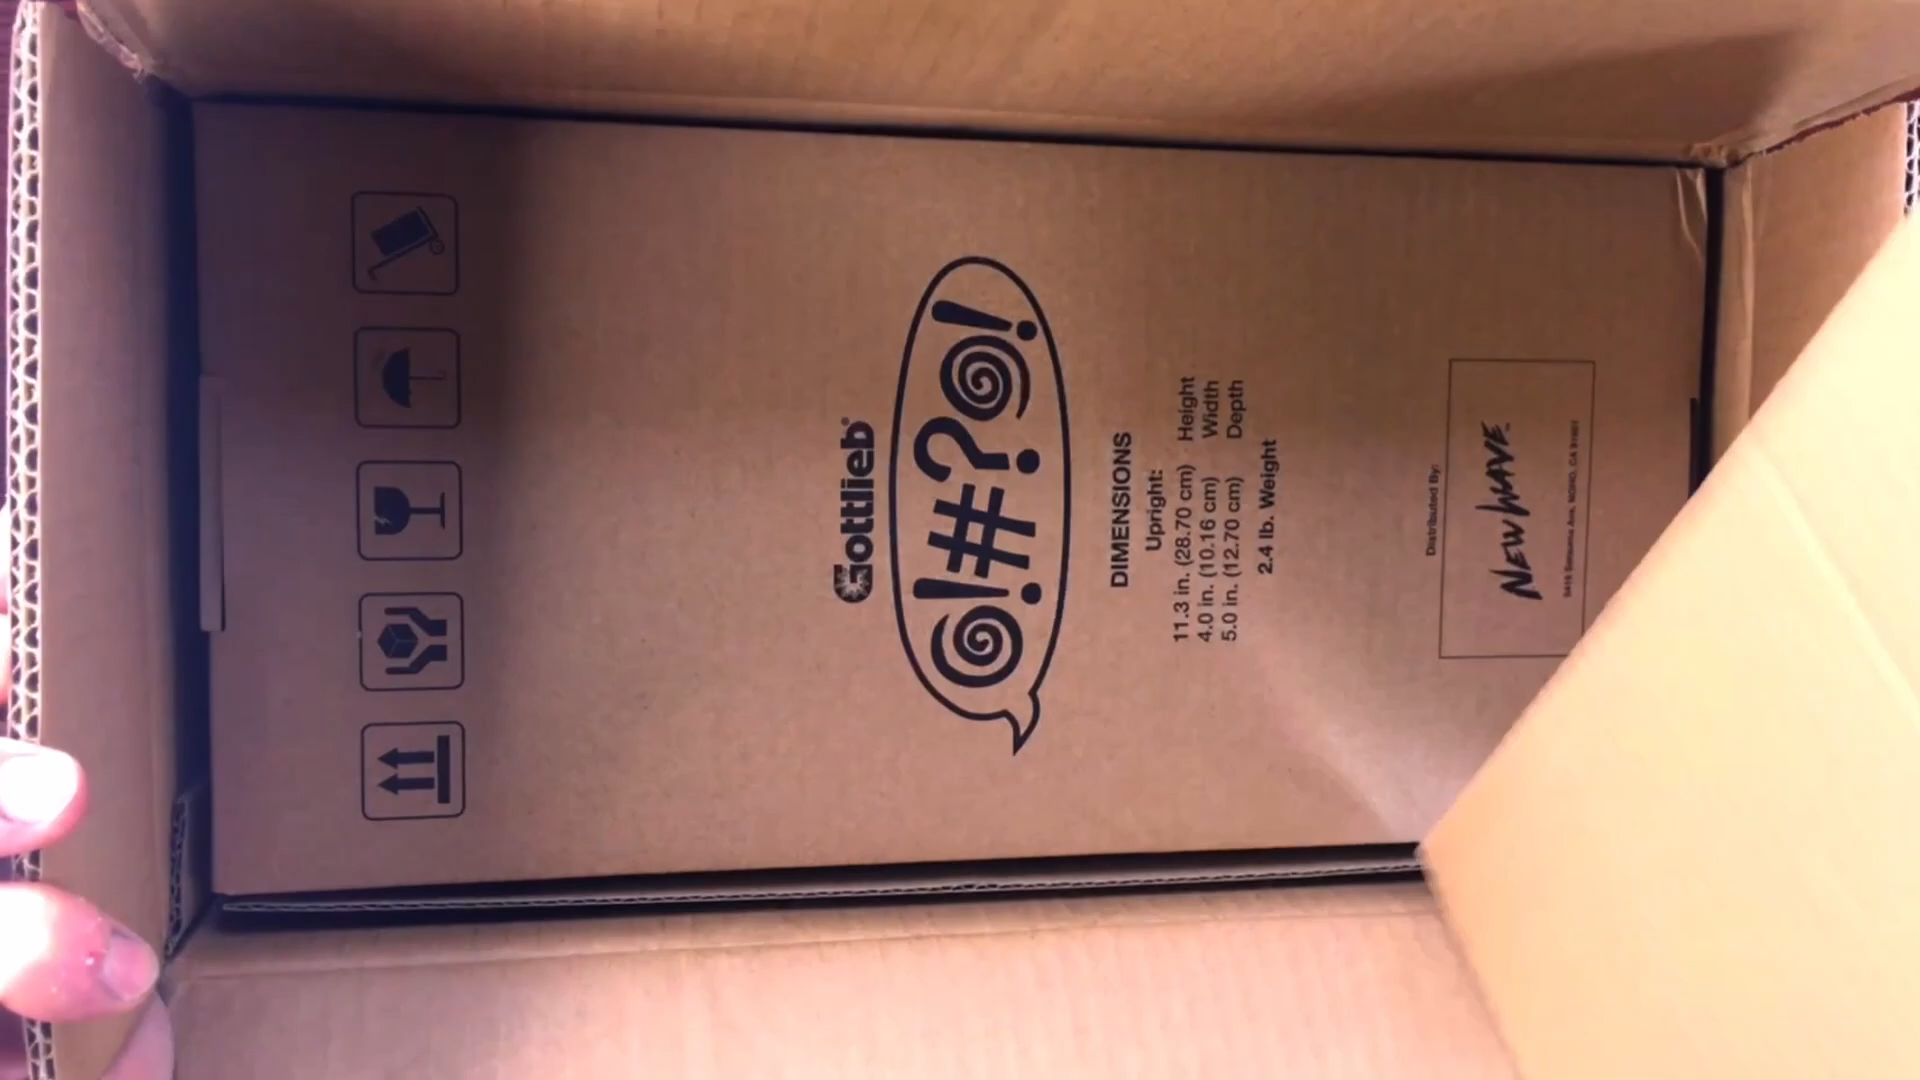 Gottlieb®
@!#?@!
DIMENSIONS
Upright:
11.3 in. (28.70 cm) Height
4.0 in. (10.16 cm) Width
5.0 in. (12.70 cm) Depth
2.4 lb. Weight
Distributed By:
NEW WAVE